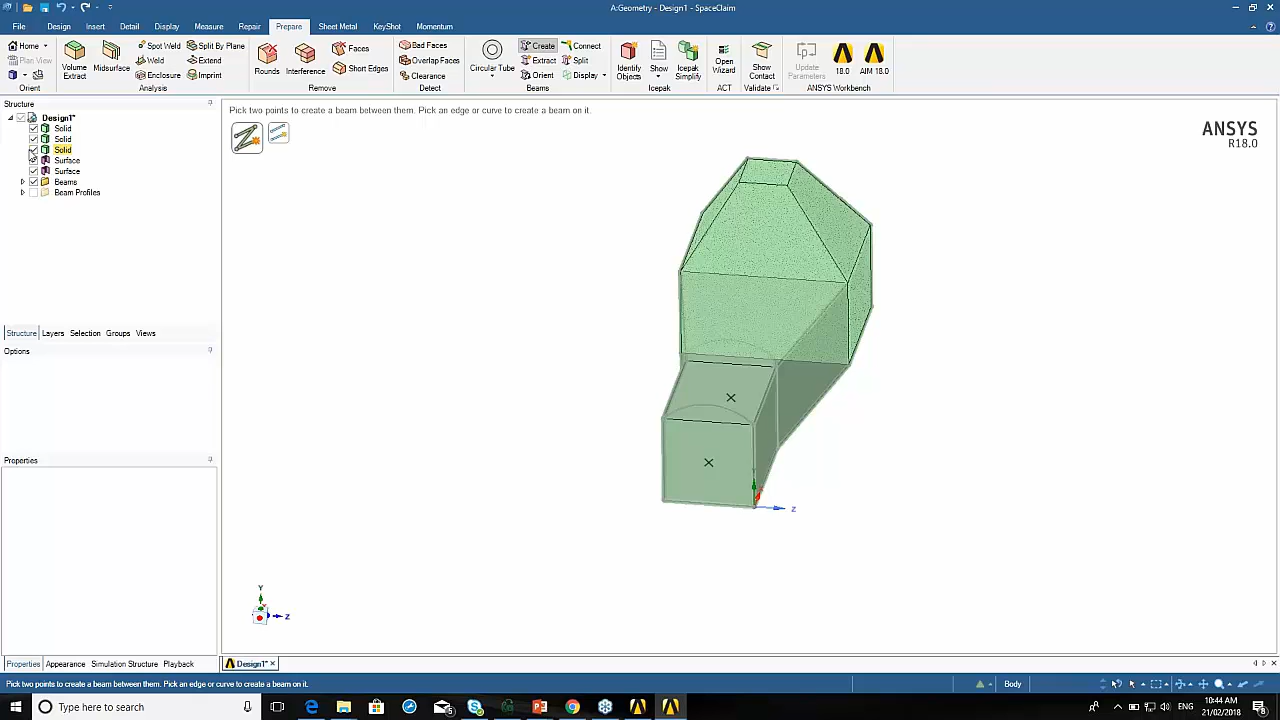 A:Geometry - Design1 - SpaceClaim
File Design Insert Detail Display Measure Repair Prepare Sheet Metal KeyShot Momentum
Home
Plan View
Orient
Volume Extract
Midsurface
Spot Weld
Weld
Enclosure
Split By Plane
Extend
Imprint
Analysis
Rounds
Interference
Faces
Short Edges
Remove
Bad Faces
Overlap Faces
Clearance
Detect
Circular Tube
Create
Extract
Orient
Connect
Split
Display
Beams
Identify Objects
Show
Icepak Simplify
Icepak
Open Wizard
ACT
Show Contact
Validate
Update Parameters
18.0
AIM 18.0
ANSYS Workbench
Structure
Design1*
Solid
Solid
Solid
Surface
Surface
Beams
Beam Profiles
Structure Layers Selection Groups Views
Options
Properties
Properties Appearance Simulation Structure Playback
Pick two points to create a beam between them. Pick an edge or curve to create a beam on it.
ANSYS
R18.0
Z
Y
Z
Design1*
Pick two points to create a beam between them. Pick an edge or curve to create a beam on it.
Body
Type here to search
ENG
10:44 AM
21/02/2018